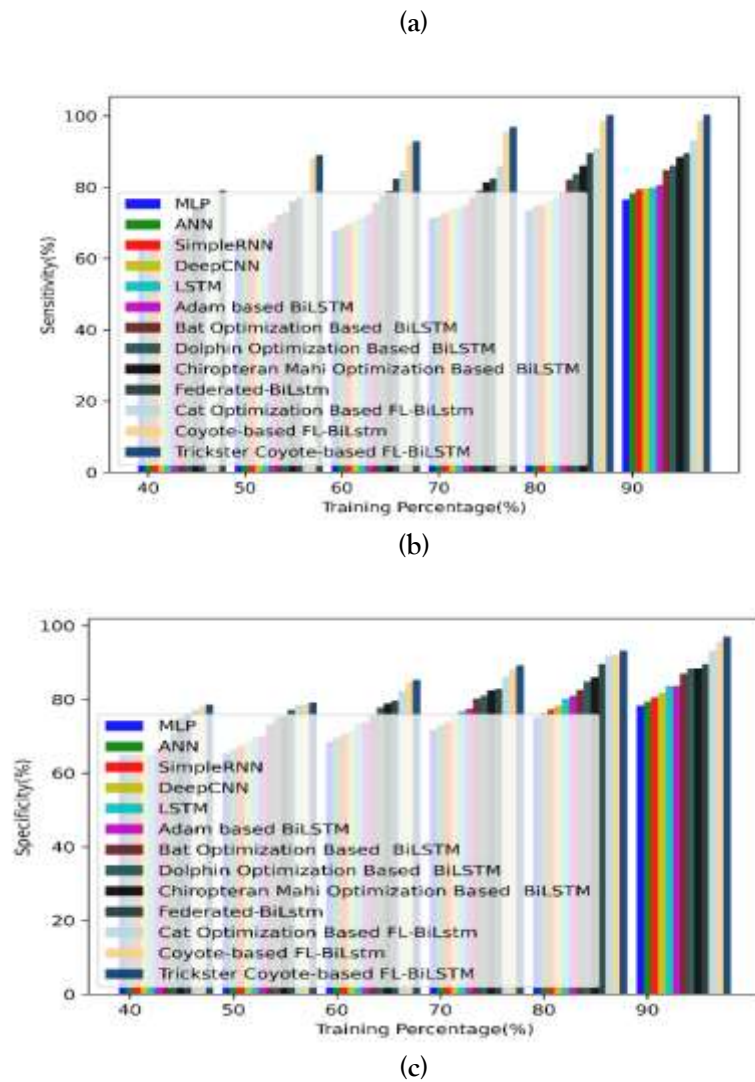 (a)
100
80
60
40
20
0
Sensitivity(%)
MLP
ANN
SimpleRNN
DeepCNN
LSTM
Adam based BiLSTM
Bat Optimization Based BiLSTM
Dolphin Optimization Based BiLSTM
Chiropteran Mahi Optimization Based BiLSTM
Federated-BiLstm
Cat Optimization Based FL-BiLstm
Coyote-based FL-BiLstm
Trickster Coyote-based FL-BiLSTM
40 50 60 70 80 90
Training Percentage(%)
(b)
100
80
60
40
20
0
Specificity(%)
MLP
ANN
SimpleRNN
DeepCNN
LSTM
Adam based BiLSTM
Bat Optimization Based BiLSTM
Dolphin Optimization Based BiLSTM
Chiropteran Mahi Optimization Based BiLSTM
Federated-BiLstm
Cat Optimization Based FL-BiLstm
Coyote-based FL-BiLstm
Trickster Coyote-based FL-BiLSTM
40 50 60 70 80 90
Training Percentage(%)
(c)